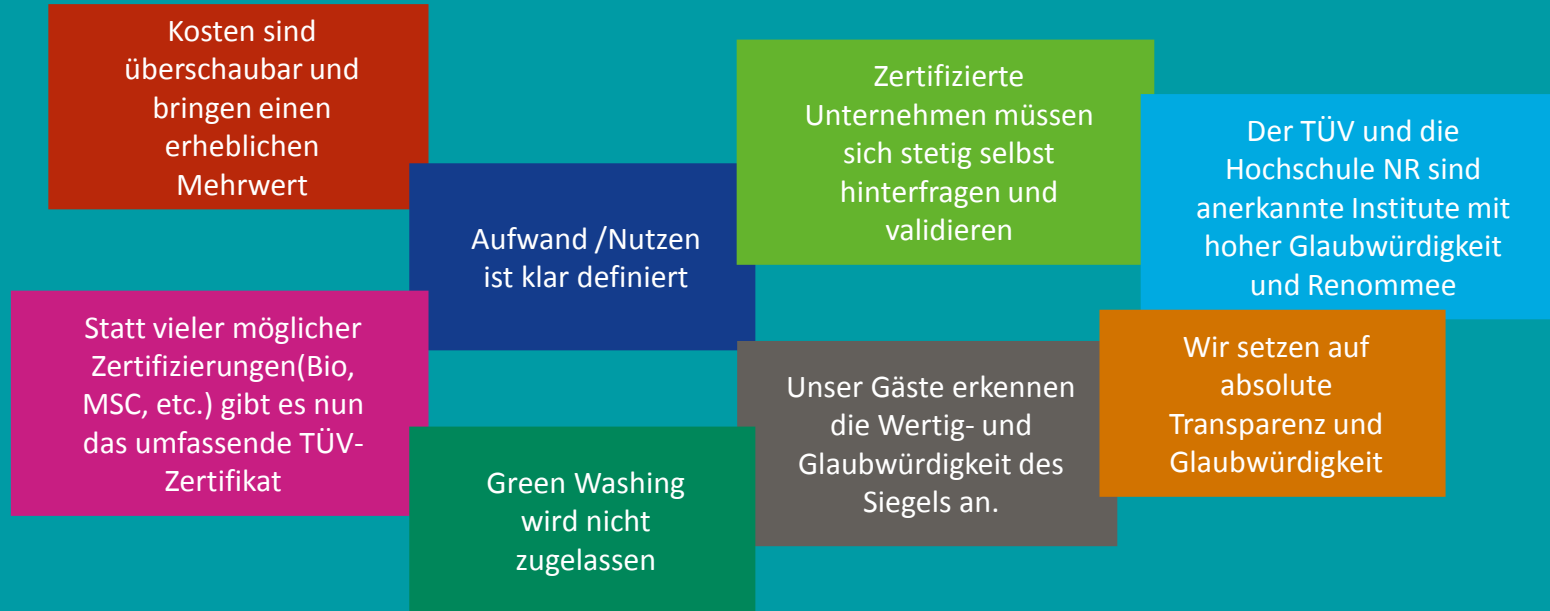 Kosten sind
überschaubar und
bringen einen
erheblichen
Mehrwert
Aufwand /Nutzen
ist klar definiert
Zertifizierte
Unternehmen müssen
sich stetig selbst
hinterfragen und
validieren
Der TÜV und die
Hochschule NR sind
anerkannte Institute mit
hoher Glaubwürdigkeit
und Renommee
Statt vieler möglicher
Zertifizierungen(Bio,
MSC, etc.) gibt es nun
das umfassende TÜV-
Zertifikat
Green Washing
wird nicht
zugelassen
Unser Gäste erkennen
die Wertig- und
Glaubwürdigkeit des
Siegels an.
Wir setzen auf
absolute
Transparenz und
Glaubwürdigkeit